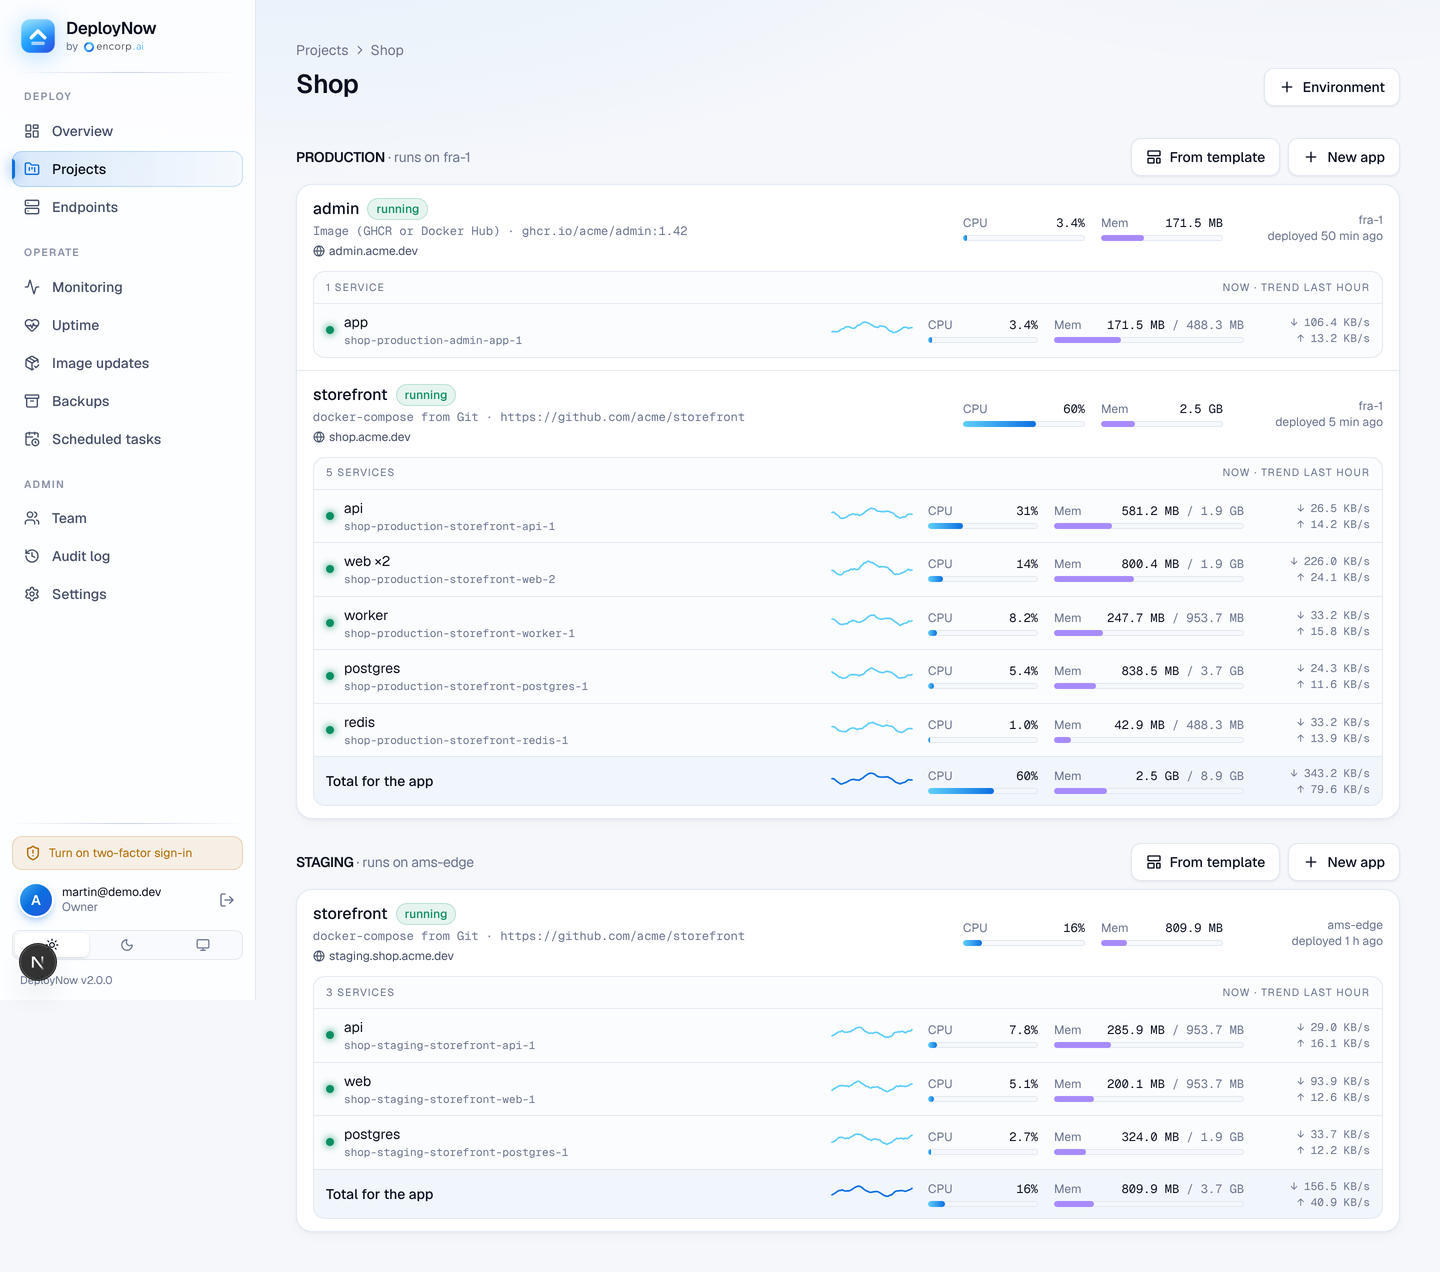 DeployNow
by encorp.ai
DEPLOY
Overview
Projects
Endpoints
OPERATE
Monitoring
Uptime
Image updates
Backups
Scheduled tasks
ADMIN
Team
Audit log
Settings
Turn on two-factor sign-in
A
martin@demo.dev
Owner
N
DeployNow v2.0.0
Projects > Shop
Shop
+ Environment
PRODUCTION · runs on fra-1
From template
+ New app
admin running
Image (GHCR or Docker Hub) · ghcr.io/acme/admin:1.42
admin.acme.dev
CPU 3.4% Mem 171.5 MB
fra-1
deployed 50 min ago
1 SERVICE NOW · TREND LAST HOUR
app
shop-production-admin-app-1
CPU 3.4% Mem 171.5 MB / 488.3 MB
↓ 106.4 KB/s
↑ 13.2 KB/s
storefront running
docker-compose from Git · https://github.com/acme/storefront
shop.acme.dev
CPU 60% Mem 2.5 GB
fra-1
deployed 5 min ago
5 SERVICES NOW · TREND LAST HOUR
api
shop-production-storefront-api-1
CPU 31% Mem 581.2 MB / 1.9 GB
↓ 26.5 KB/s
↑ 14.2 KB/s
web ×2
shop-production-storefront-web-2
CPU 14% Mem 800.4 MB / 1.9 GB
↓ 226.0 KB/s
↑ 24.1 KB/s
worker
shop-production-storefront-worker-1
CPU 8.2% Mem 247.7 MB / 953.7 MB
↓ 33.2 KB/s
↑ 15.8 KB/s
postgres
shop-production-storefront-postgres-1
CPU 5.4% Mem 838.5 MB / 3.7 GB
↓ 24.3 KB/s
↑ 11.6 KB/s
redis
shop-production-storefront-redis-1
CPU 1.0% Mem 42.9 MB / 488.3 MB
↓ 33.2 KB/s
↑ 13.9 KB/s
Total for the app
CPU 60% Mem 2.5 GB / 8.9 GB
↓ 343.2 KB/s
↑ 79.6 KB/s
STAGING · runs on ams-edge
From template
+ New app
storefront running
docker-compose from Git · https://github.com/acme/storefront
staging.shop.acme.dev
CPU 16% Mem 809.9 MB
ams-edge
deployed 1 h ago
3 SERVICES NOW · TREND LAST HOUR
api
shop-staging-storefront-api-1
CPU 7.8% Mem 285.9 MB / 953.7 MB
↓ 29.0 KB/s
↑ 16.1 KB/s
web
shop-staging-storefront-web-1
CPU 5.1% Mem 200.1 MB / 953.7 MB
↓ 93.9 KB/s
↑ 12.6 KB/s
postgres
shop-staging-storefront-postgres-1
CPU 2.7% Mem 324.0 MB / 1.9 GB
↓ 33.7 KB/s
↑ 12.2 KB/s
Total for the app
CPU 16% Mem 809.9 MB / 3.7 GB
↓ 156.5 KB/s
↑ 40.9 KB/s